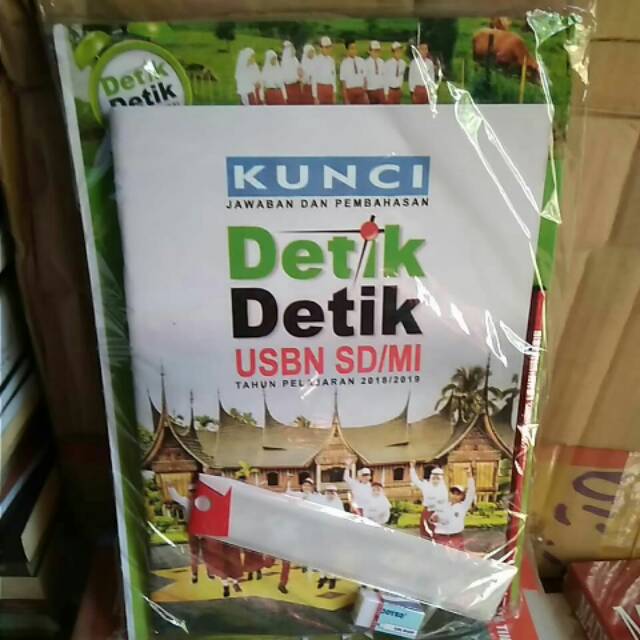 Detik
Detik
KUNCI
JAWABAN DAN PEMBAHASAN
Detik
Detik
USBN SD/MI
TAHUN PELAJARAN 2018/2019